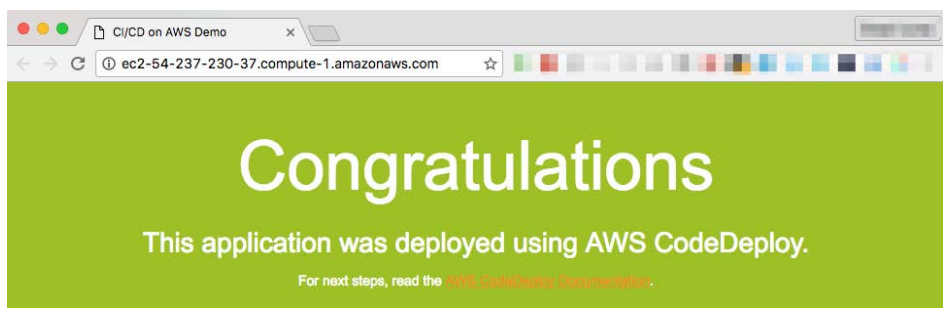 CI/CD on AWS Demo
ec2-54-237-230-37.compute-1.amazonaws.com
Congratulations
This application was deployed using AWS CodeDeploy.
For next steps, read the AWS CodeDeploy Documentation.